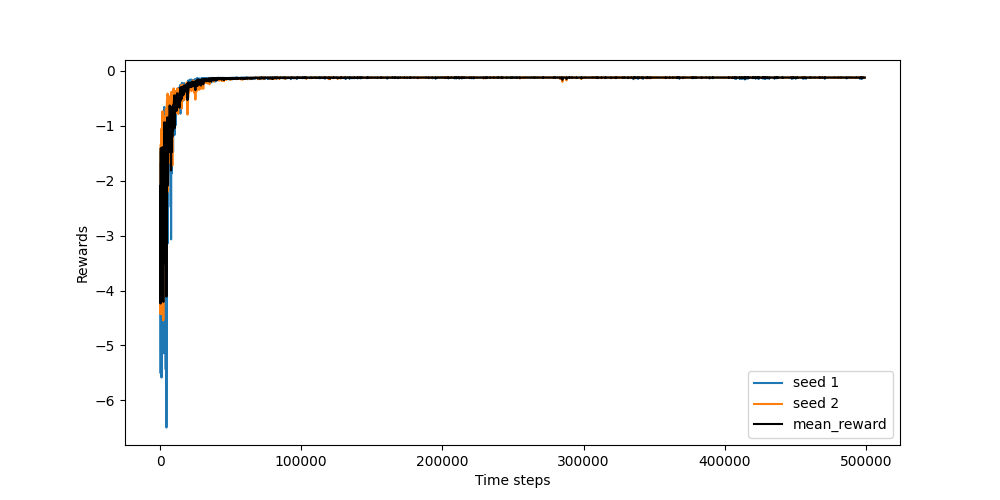 0
−1
−2
−3
−4
−5
−6
Rewards
0
100000
200000
300000
400000
500000
Time steps
seed 1
seed 2
mean_reward